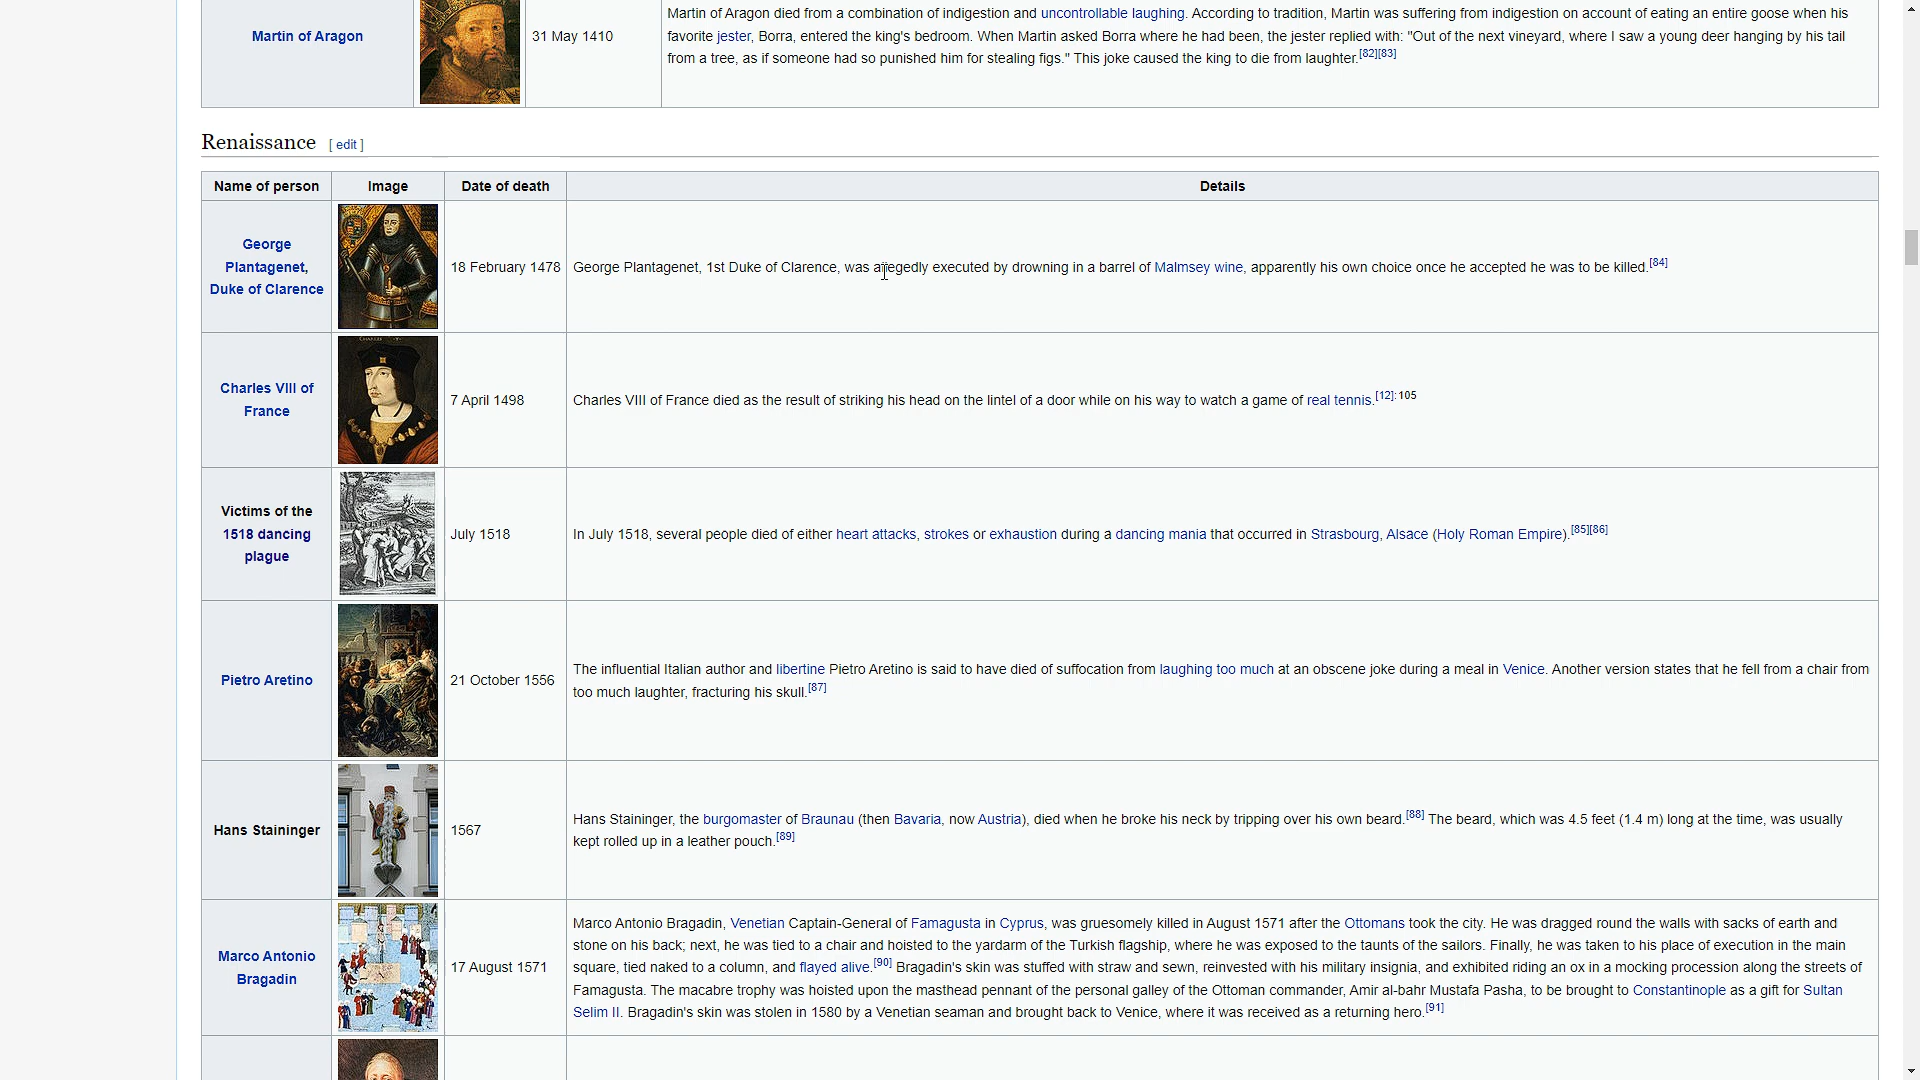 Martin of Aragon
31 May 1410
Martin of Aragon died from a combination of indigestion and uncontrollable laughing. According to tradition, Martin was suffering from indigestion on account of eating an entire goose when his
favorite jester, Borra, entered the king's bedroom. When Martin asked Borra where he had been, the jester replied with: "Out of the next vineyard, where I saw a young deer hanging by his tail
from a tree, as if someone had so punished him for stealing figs." This joke caused the king to die from laughter.[82][83]
Renaissance [ edit ]
Name of person Image Date of death Details
George
Plantagenet,
Duke of Clarence
18 February 1478
George Plantagenet, 1st Duke of Clarence, was allegedly executed by drowning in a barrel of Malmsey wine, apparently his own choice once he accepted he was to be killed.[84]
Charles VIII of
France
7 April 1498
Charles VIII of France died as the result of striking his head on the lintel of a door while on his way to watch a game of real tennis.[12]:105
Victims of the
1518 dancing
plague
July 1518
In July 1518, several people died of either heart attacks, strokes or exhaustion during a dancing mania that occurred in Strasbourg, Alsace (Holy Roman Empire).[85][86]
Pietro Aretino
21 October 1556
The influential Italian author and libertine Pietro Aretino is said to have died of suffocation from laughing too much at an obscene joke during a meal in Venice. Another version states that he fell from a chair from
too much laughter, fracturing his skull.[87]
Hans Staininger
1567
Hans Staininger, the burgomaster of Braunau (then Bavaria, now Austria), died when he broke his neck by tripping over his own beard.[88] The beard, which was 4.5 feet (1.4 m) long at the time, was usually
kept rolled up in a leather pouch.[89]
Marco Antonio
Bragadin
17 August 1571
Marco Antonio Bragadin, Venetian Captain-General of Famagusta in Cyprus, was gruesomely killed in August 1571 after the Ottomans took the city. He was dragged round the walls with sacks of earth and
stone on his back; next, he was tied to a chair and hoisted to the yardarm of the Turkish flagship, where he was exposed to the taunts of the sailors. Finally, he was taken to his place of execution in the main
square, tied naked to a column, and flayed alive.[90] Bragadin's skin was stuffed with straw and sewn, reinvested with his military insignia, and exhibited riding an ox in a mocking procession along the streets of
Famagusta. The macabre trophy was hoisted upon the masthead pennant of the personal galley of the Ottoman commander, Amir al-bahr Mustafa Pasha, to be brought to Constantinople as a gift for Sultan
Selim II. Bragadin's skin was stolen in 1580 by a Venetian seaman and brought back to Venice, where it was received as a returning hero.[91]